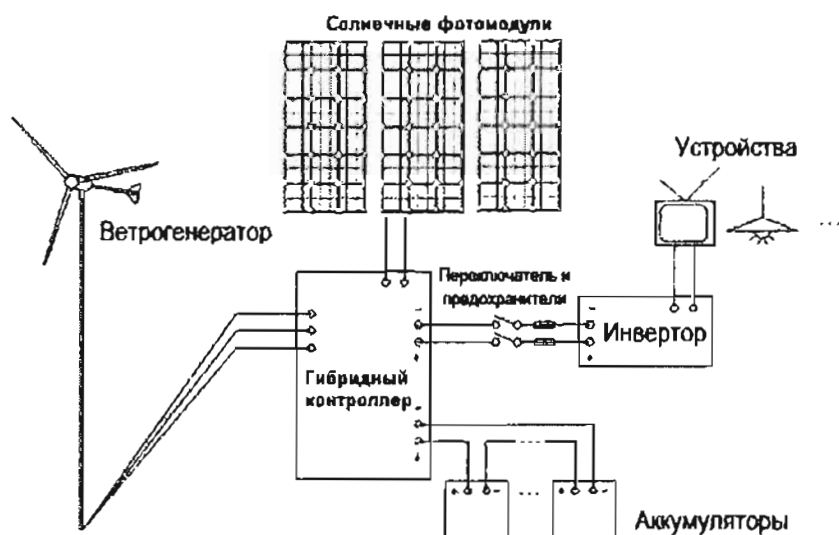 Солнечные фотомодули
Устройства
...
Ветрогенератор
Переключатель и
предохранители
-
+
Инвертор
-
+
Гибридный
контроллер
-
+
+ -
...
+ -
Аккумуляторы